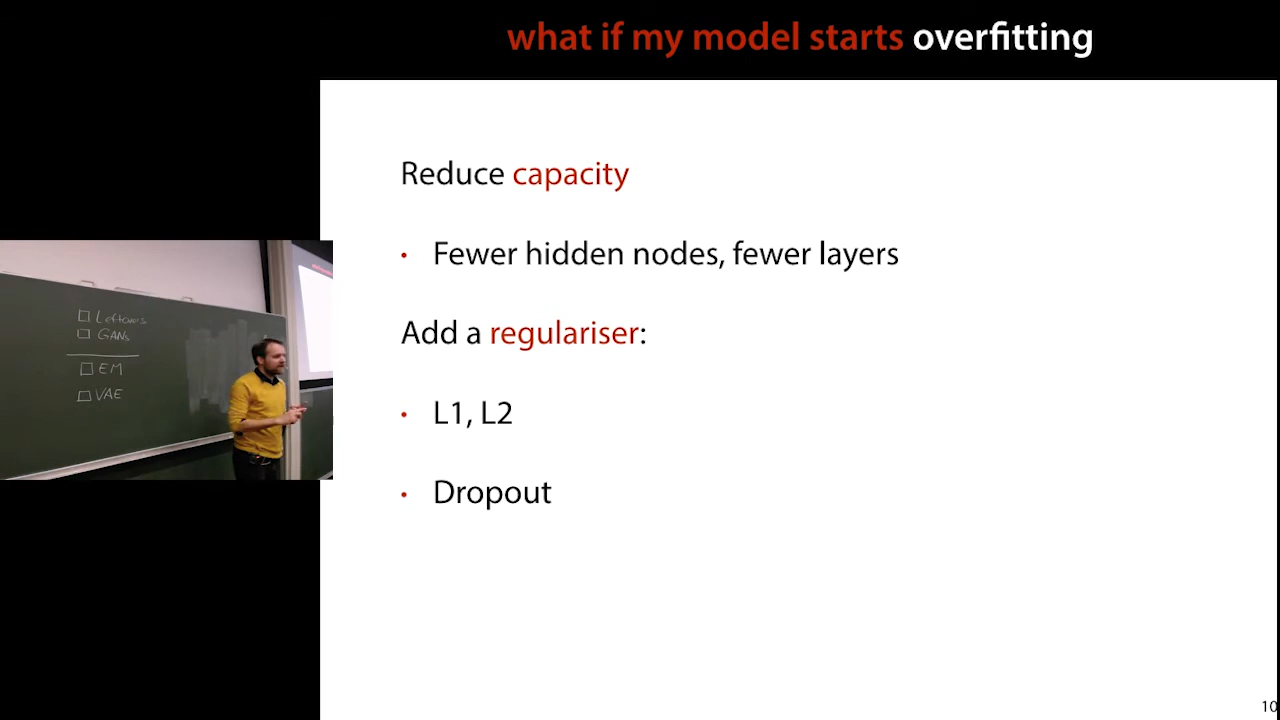 what if my model starts overfitting
Reduce capacity
• Fewer hidden nodes, fewer layers
Add a regulariser:
• L1, L2
• Dropout
10
Leftovers
GANs
EM
VAE